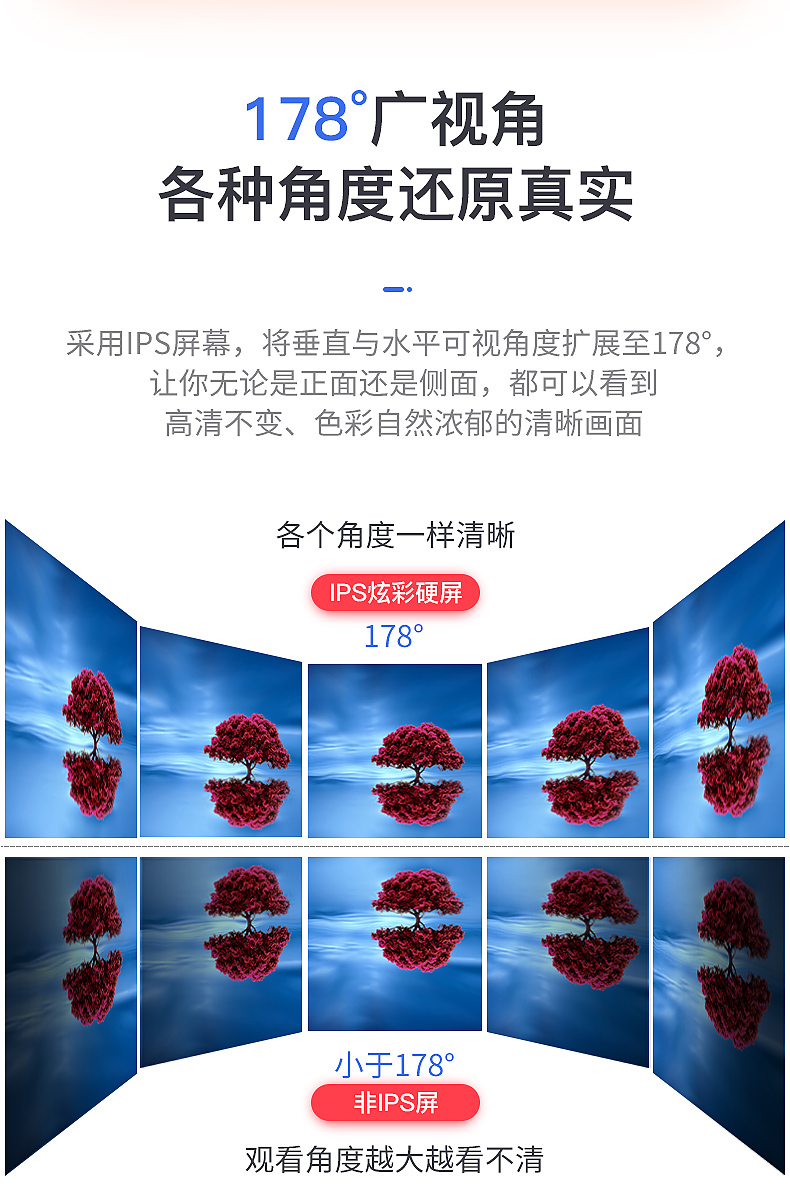 178°广视角
各种角度还原真实
采用IPS屏幕，将垂直与水平可视角度扩展至178°，
让你无论是正面还是侧面，都可以看到
高清不变、色彩自然浓郁的清晰画面
各个角度一样清晰
IPS炫彩硬屏
178°
小于178°
非IPS屏
观看角度越大越看不清